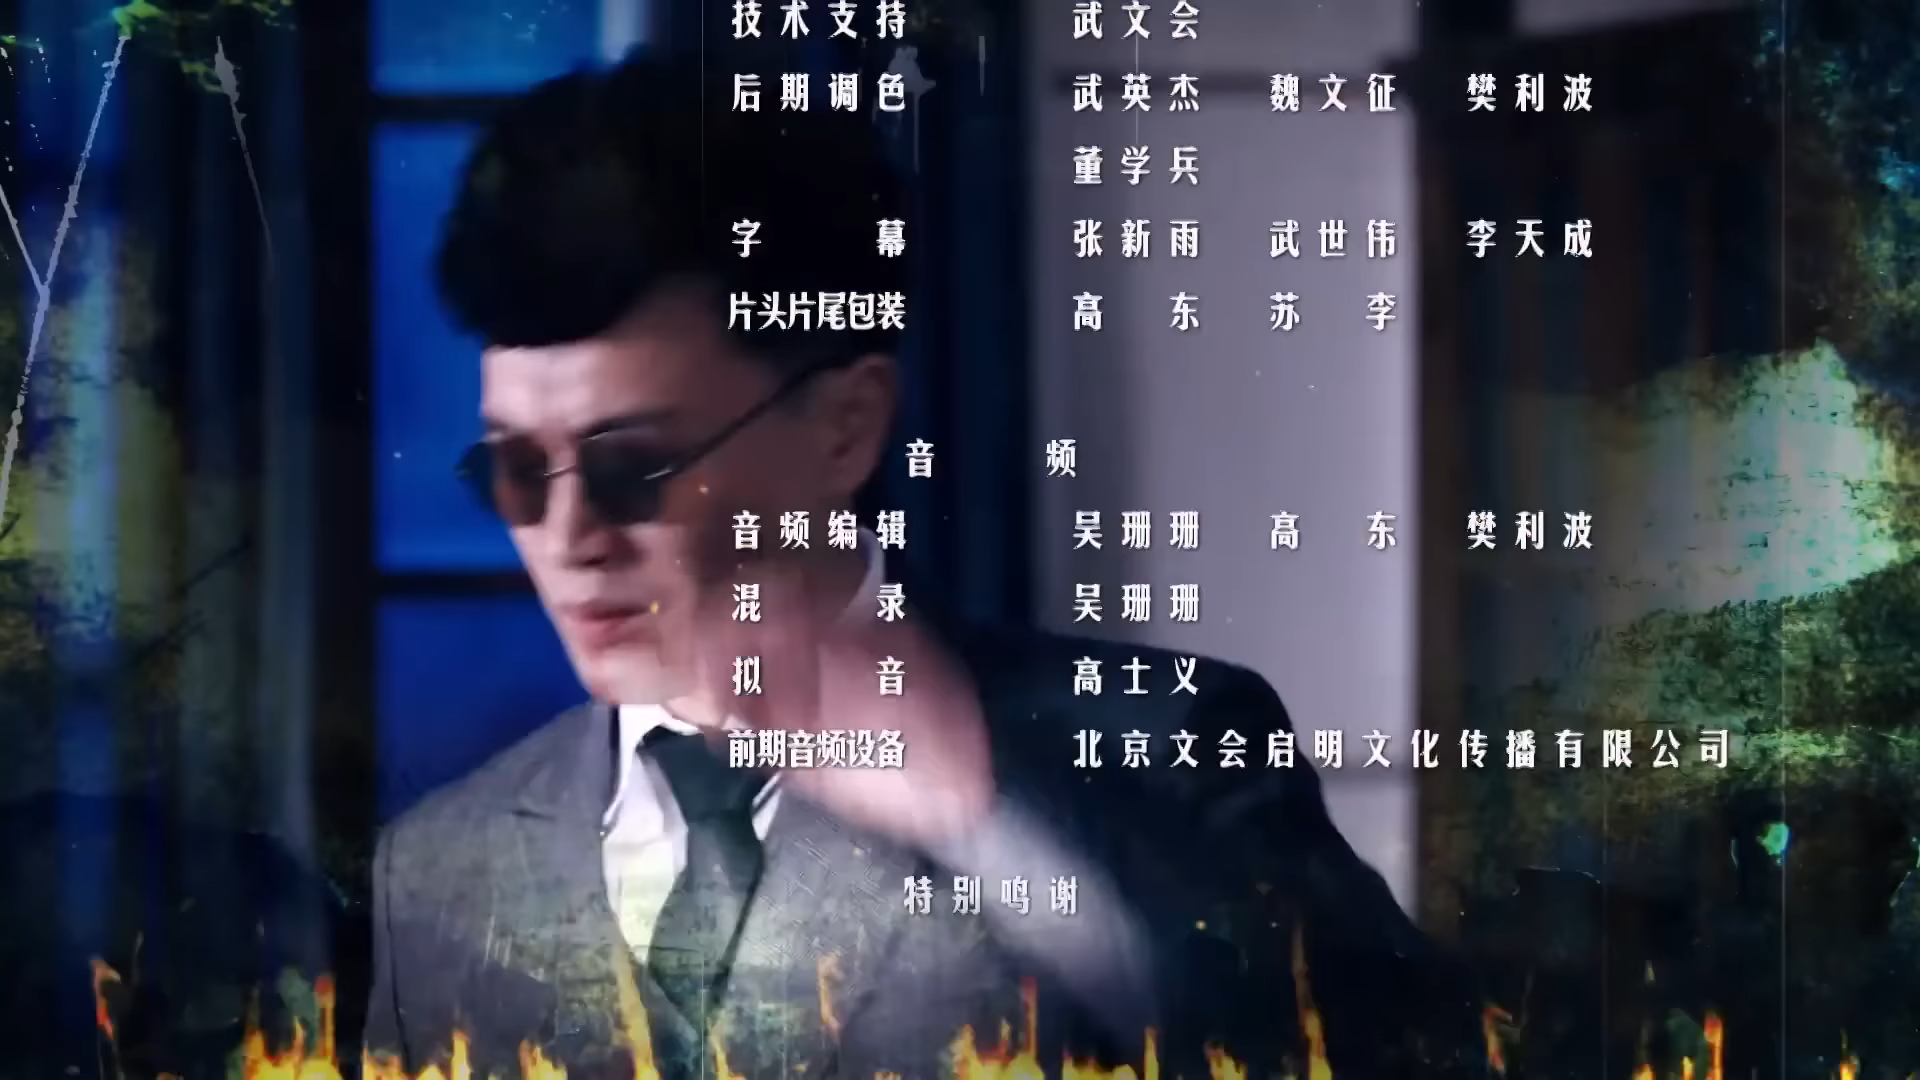 技术支持 武文会
后期调色 武英杰 魏文征 樊利波
董学兵
字幕 张新雨 武世伟 李天成
片头片尾包装 高东 苏李
音频
音频编辑 吴珊珊 高东 樊利波
混录 吴珊珊
拟音 高士义
前期音频设备 北京文会启明文化传播有限公司
特别鸣谢